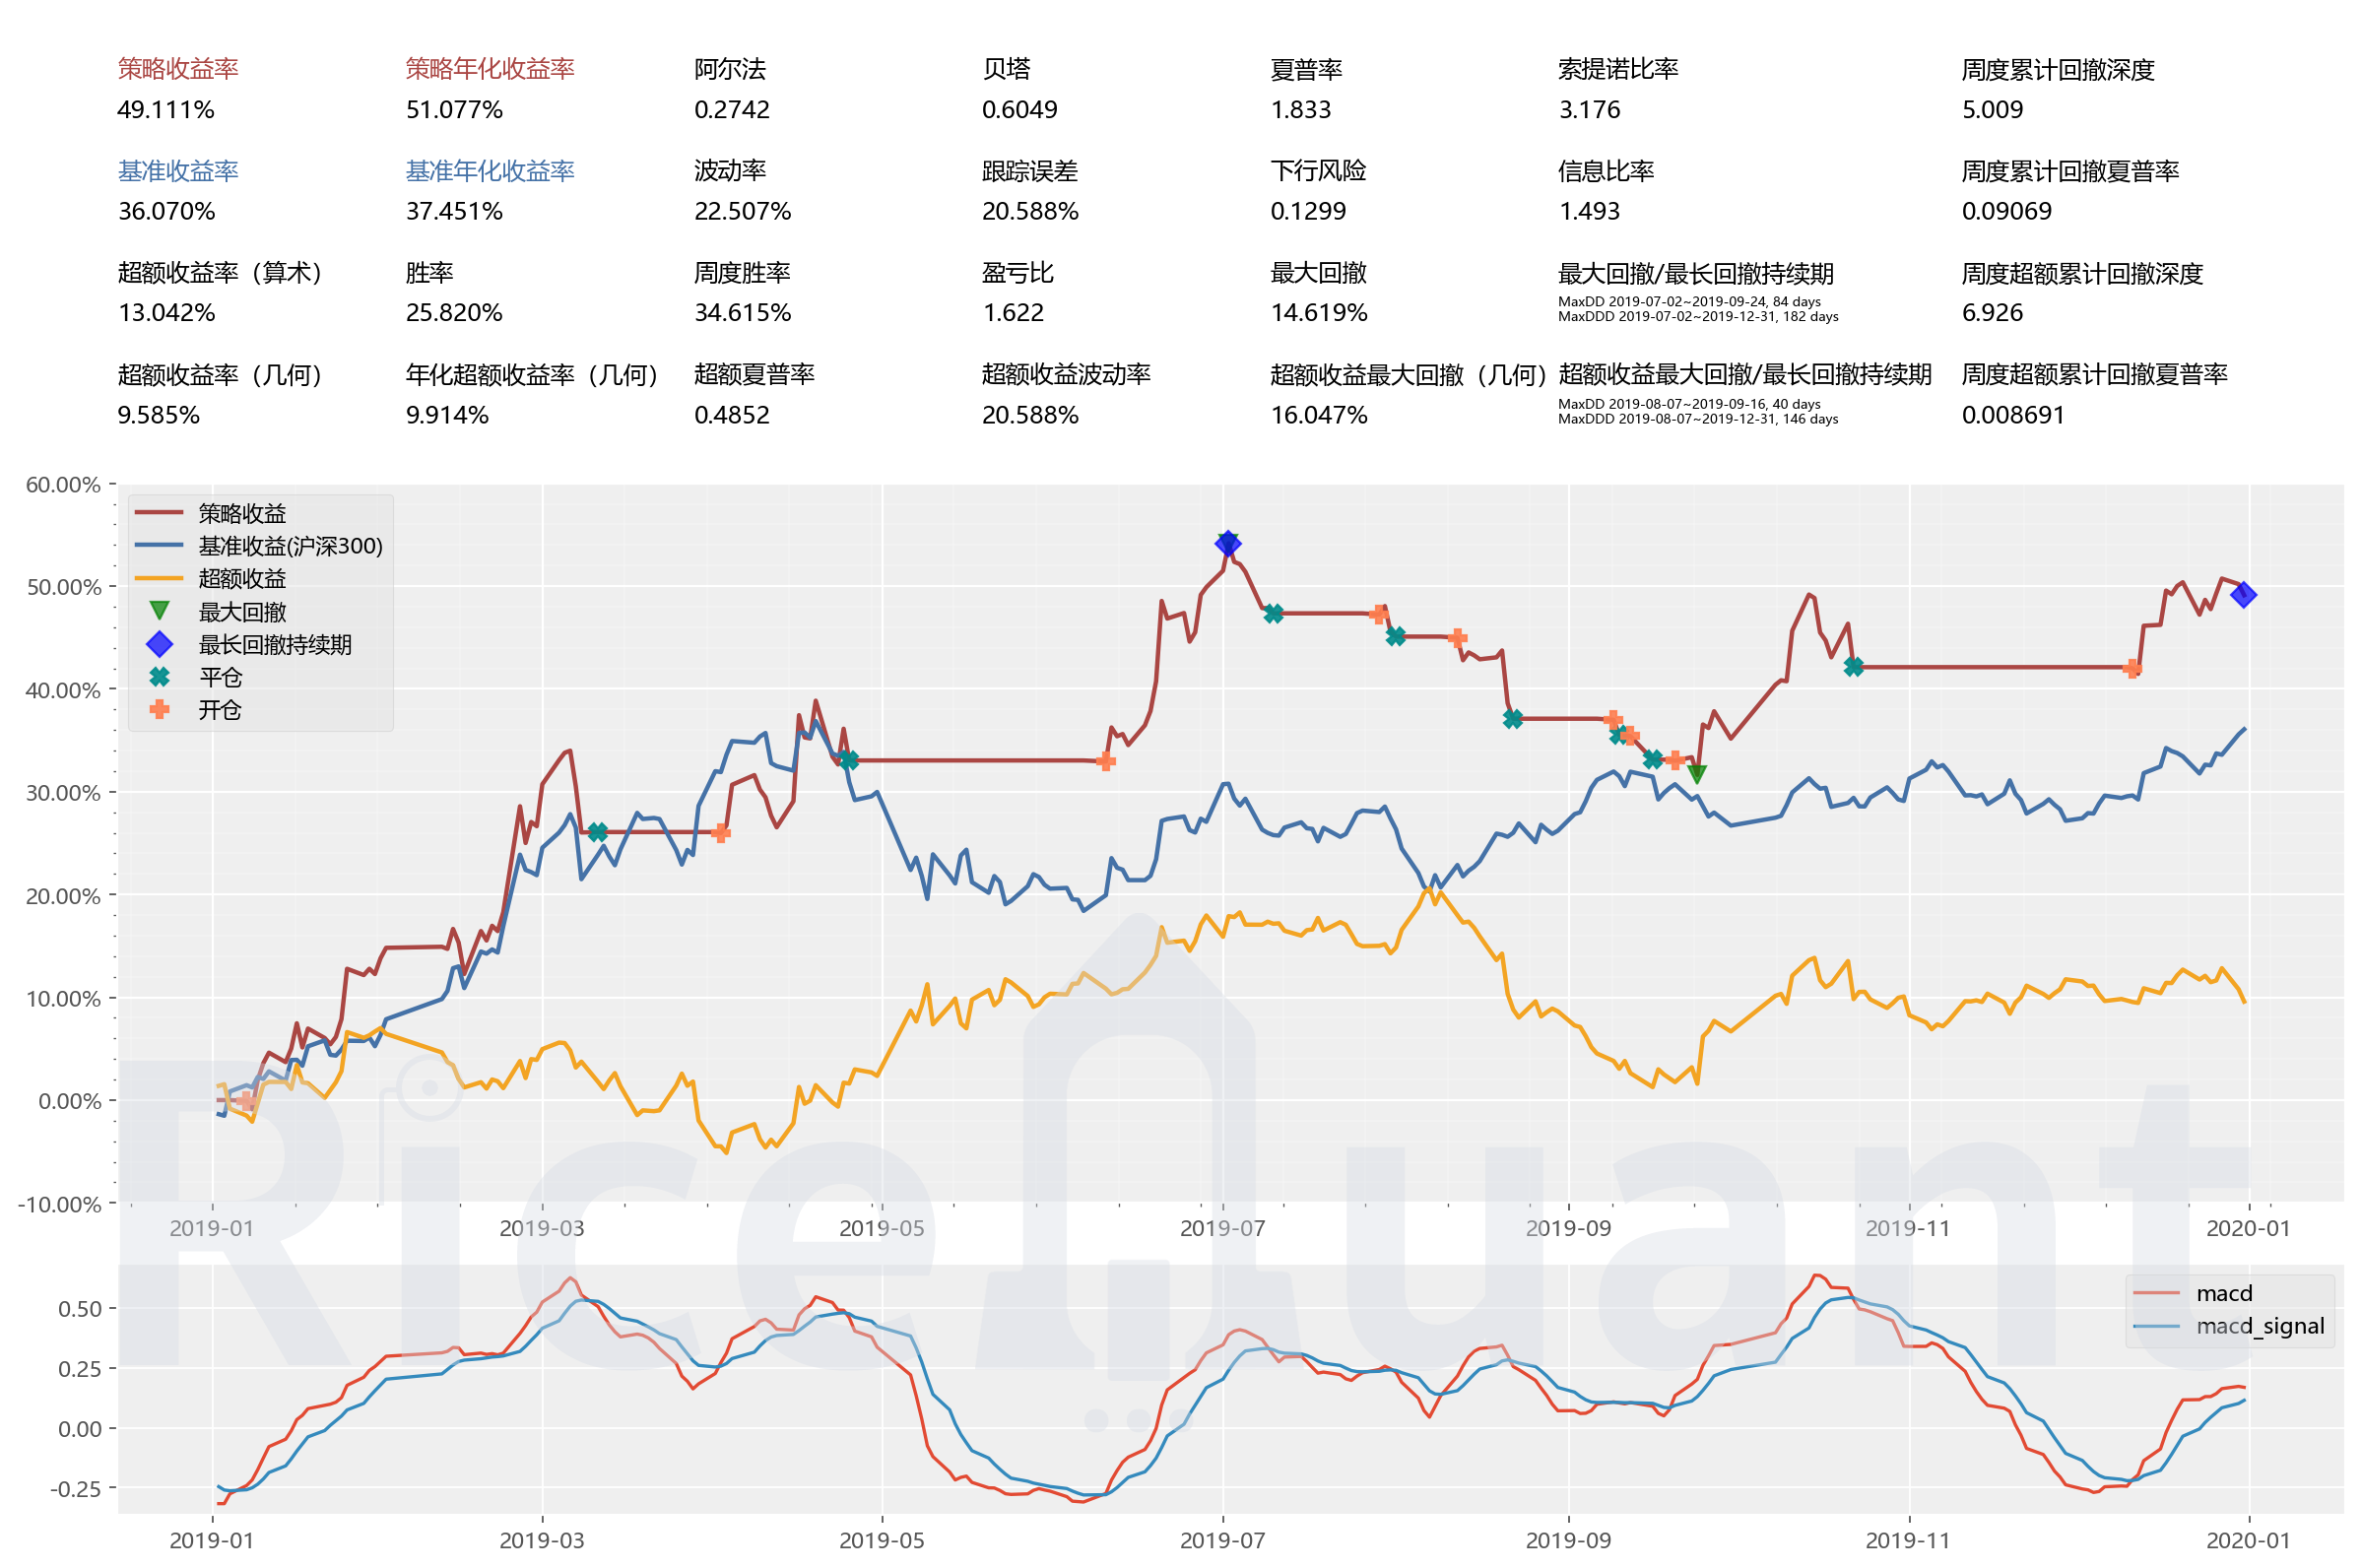 策略收益率 策略年化收益率 阿尔法 贝塔 夏普率 索提诺比率 周度累计回撤深度
49.111% 51.077% 0.2742 0.6049 1.833 3.176 5.009
基准收益率 基准年化收益率 波动率 跟踪误差 下行风险 信息比率 周度累计回撤夏普率
36.070% 37.451% 22.507% 20.588% 0.1299 1.493 0.09069
超额收益率（算术） 胜率 周度胜率 盈亏比 最大回撤 最大回撤/最长回撤持续期 周度超额累计回撤深度
13.042% 25.820% 34.615% 1.622 14.619% MaxDD 2019-07-02~2019-09-24, 84 days 6.926
MaxDDD 2019-07-02~2019-12-31, 182 days
超额收益率（几何） 年化超额收益率（几何） 超额夏普率 超额收益波动率 超额收益最大回撤（几何） 超额收益最大回撤/最长回撤持续期 周度超额累计回撤夏普率
9.585% 9.914% 0.4852 20.588% 16.047% MaxDD 2019-08-07~2019-09-16, 40 days 0.008691
MaxDDD 2019-08-07~2019-12-31, 146 days
60.00%
50.00%
40.00%
30.00%
20.00%
10.00%
0.00%
-10.00%
策略收益
基准收益(沪深300)
超额收益
最大回撤
最长回撤持续期
平仓
开仓
2019-01 2019-03 2019-05 2019-07 2019-09 2019-11 2020-01
RiceQuant
0.50
0.25
0.00
-0.25
macd
macd_signal
2019-01 2019-03 2019-05 2019-07 2019-09 2019-11 2020-01